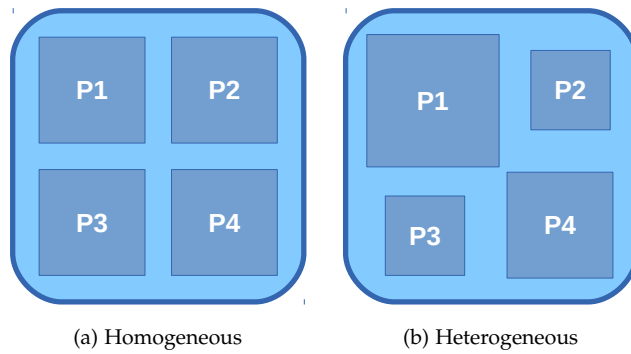 P1 P2
P3 P4
(a) Homogeneous
P1 P2
P3 P4
(b) Heterogeneous